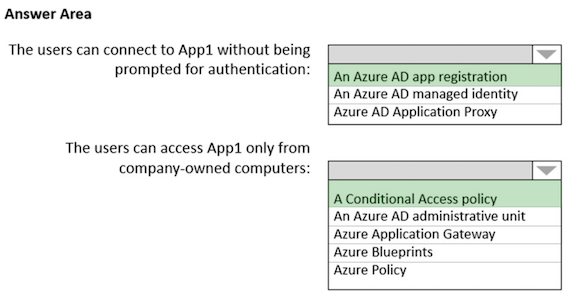 Answer Area
The users can connect to App1 without being
prompted for authentication:
An Azure AD app registration
An Azure AD managed identity
Azure AD Application Proxy
The users can access App1 only from
company-owned computers:
A Conditional Access policy
An Azure AD administrative unit
Azure Application Gateway
Azure Blueprints
Azure Policy